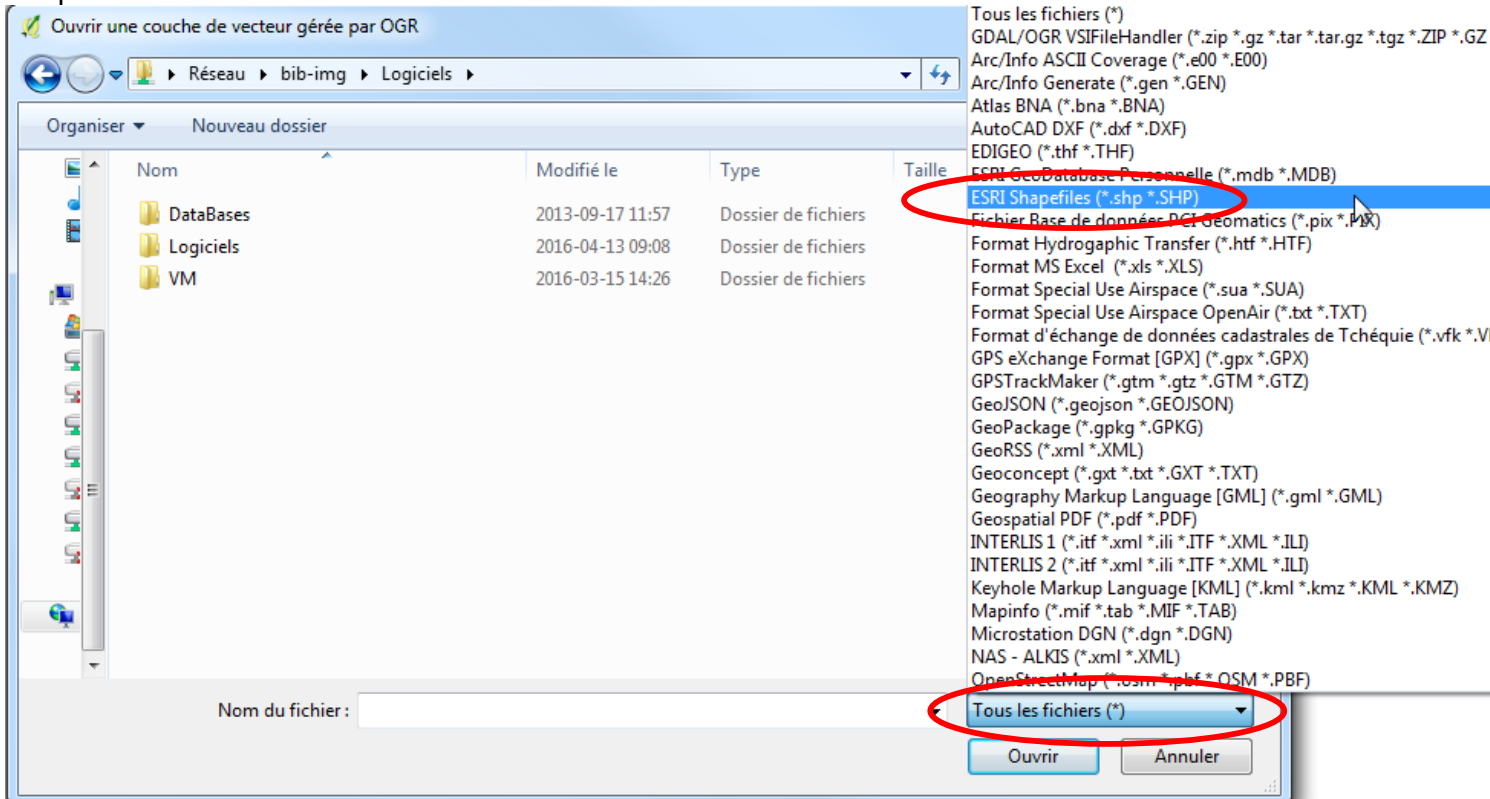 Ouvrir une couche de vecteur gérée par OGR
Réseau ▸ bib-img ▸ Logiciels ▸
Organiser ▾ Nouveau dossier
Nom Modifié le Type Taille
DataBases 2013-09-17 11:57 Dossier de fichiers
Logiciels 2016-04-13 09:08 Dossier de fichiers
VM 2016-03-15 14:26 Dossier de fichiers
Tous les fichiers (*)
GDAL/OGR VSIFileHandler (*.zip *.gz *.tar *.tar.gz *.tgz *.ZIP *.GZ
Arc/Info ASCII Coverage (*.e00 *.E00)
Arc/Info Generate (*.gen *.GEN)
Atlas BNA (*.bna *.BNA)
AutoCAD DXF (*.dxf *.DXF)
EDIGEO (*.thf *.THF)
ESRI GeoDatabase Personnelle (*.mdb *.MDB)
ESRI Shapefiles (*.shp *.SHP)
Fichier Base de données PCI Geomatics (*.pix *.PIX)
Format Hydrogaphic Transfer (*.htf *.HTF)
Format MS Excel (*.xls *.XLS)
Format Special Use Airspace (*.sua *.SUA)
Format Special Use Airspace OpenAir (*.txt *.TXT)
Format d'échange de données cadastrales de Tchéquie (*.vfk *.V
GPS eXchange Format [GPX] (*.gpx *.GPX)
GPSTrackMaker (*.gtm *.gtz *.GTM *.GTZ)
GeoJSON (*.geojson *.GEOJSON)
GeoPackage (*.gpkg *.GPKG)
GeoRSS (*.xml *.XML)
Geoconcept (*.gxt *.txt *.GXT *.TXT)
Geography Markup Language [GML] (*.gml *.GML)
Geospatial PDF (*.pdf *.PDF)
INTERLIS 1 (*.itf *.xml *.ili *.ITF *.XML *.ILI)
INTERLIS 2 (*.itf *.xml *.ili *.ITF *.XML *.ILI)
Keyhole Markup Language [KML] (*.kml *.kmz *.KML *.KMZ)
Mapinfo (*.mif *.tab *.MIF *.TAB)
Microstation DGN (*.dgn *.DGN)
NAS - ALKIS (*.xml *.XML)
OpenStreetMap (*.osm *.pbf *.OSM *.PBF)
Nom du fichier : Tous les fichiers (*)
Ouvrir Annuler